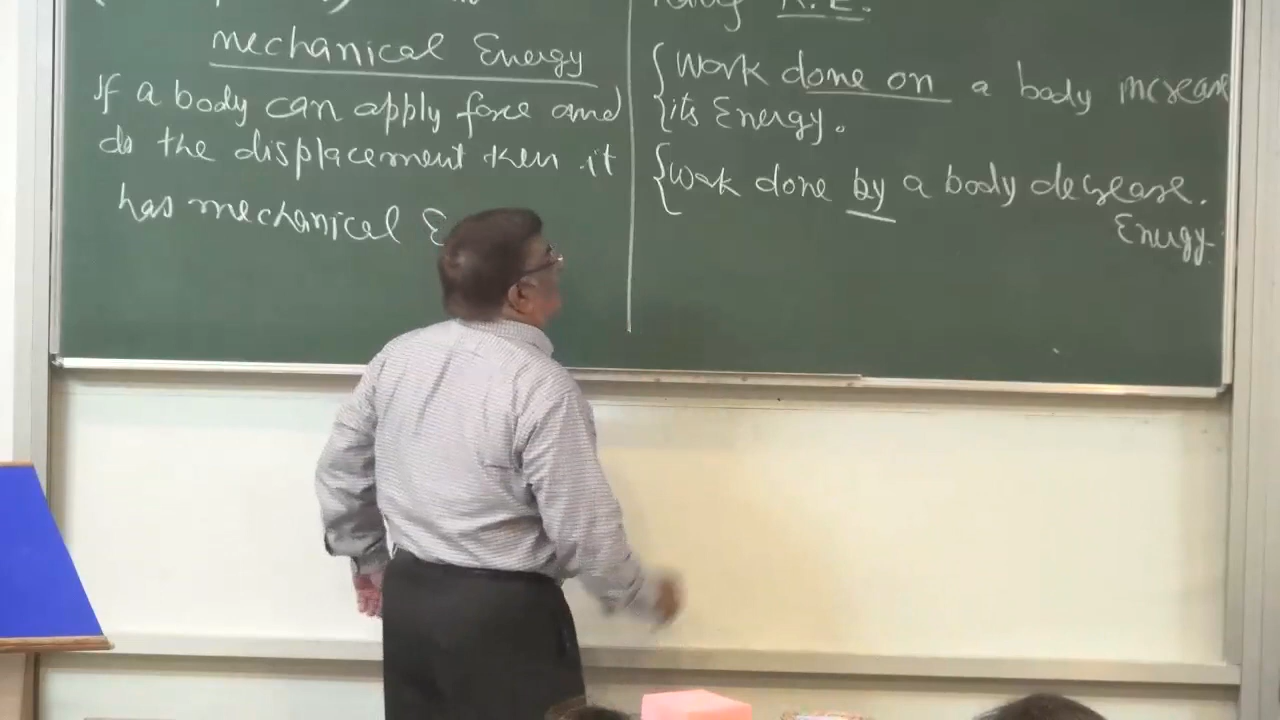 mechanical Energy
If a body can apply force and
do the displacement then it
has mechanical E
K.E.
Work done on a body increase
its Energy.
Work done by a body decrease.
Energy.